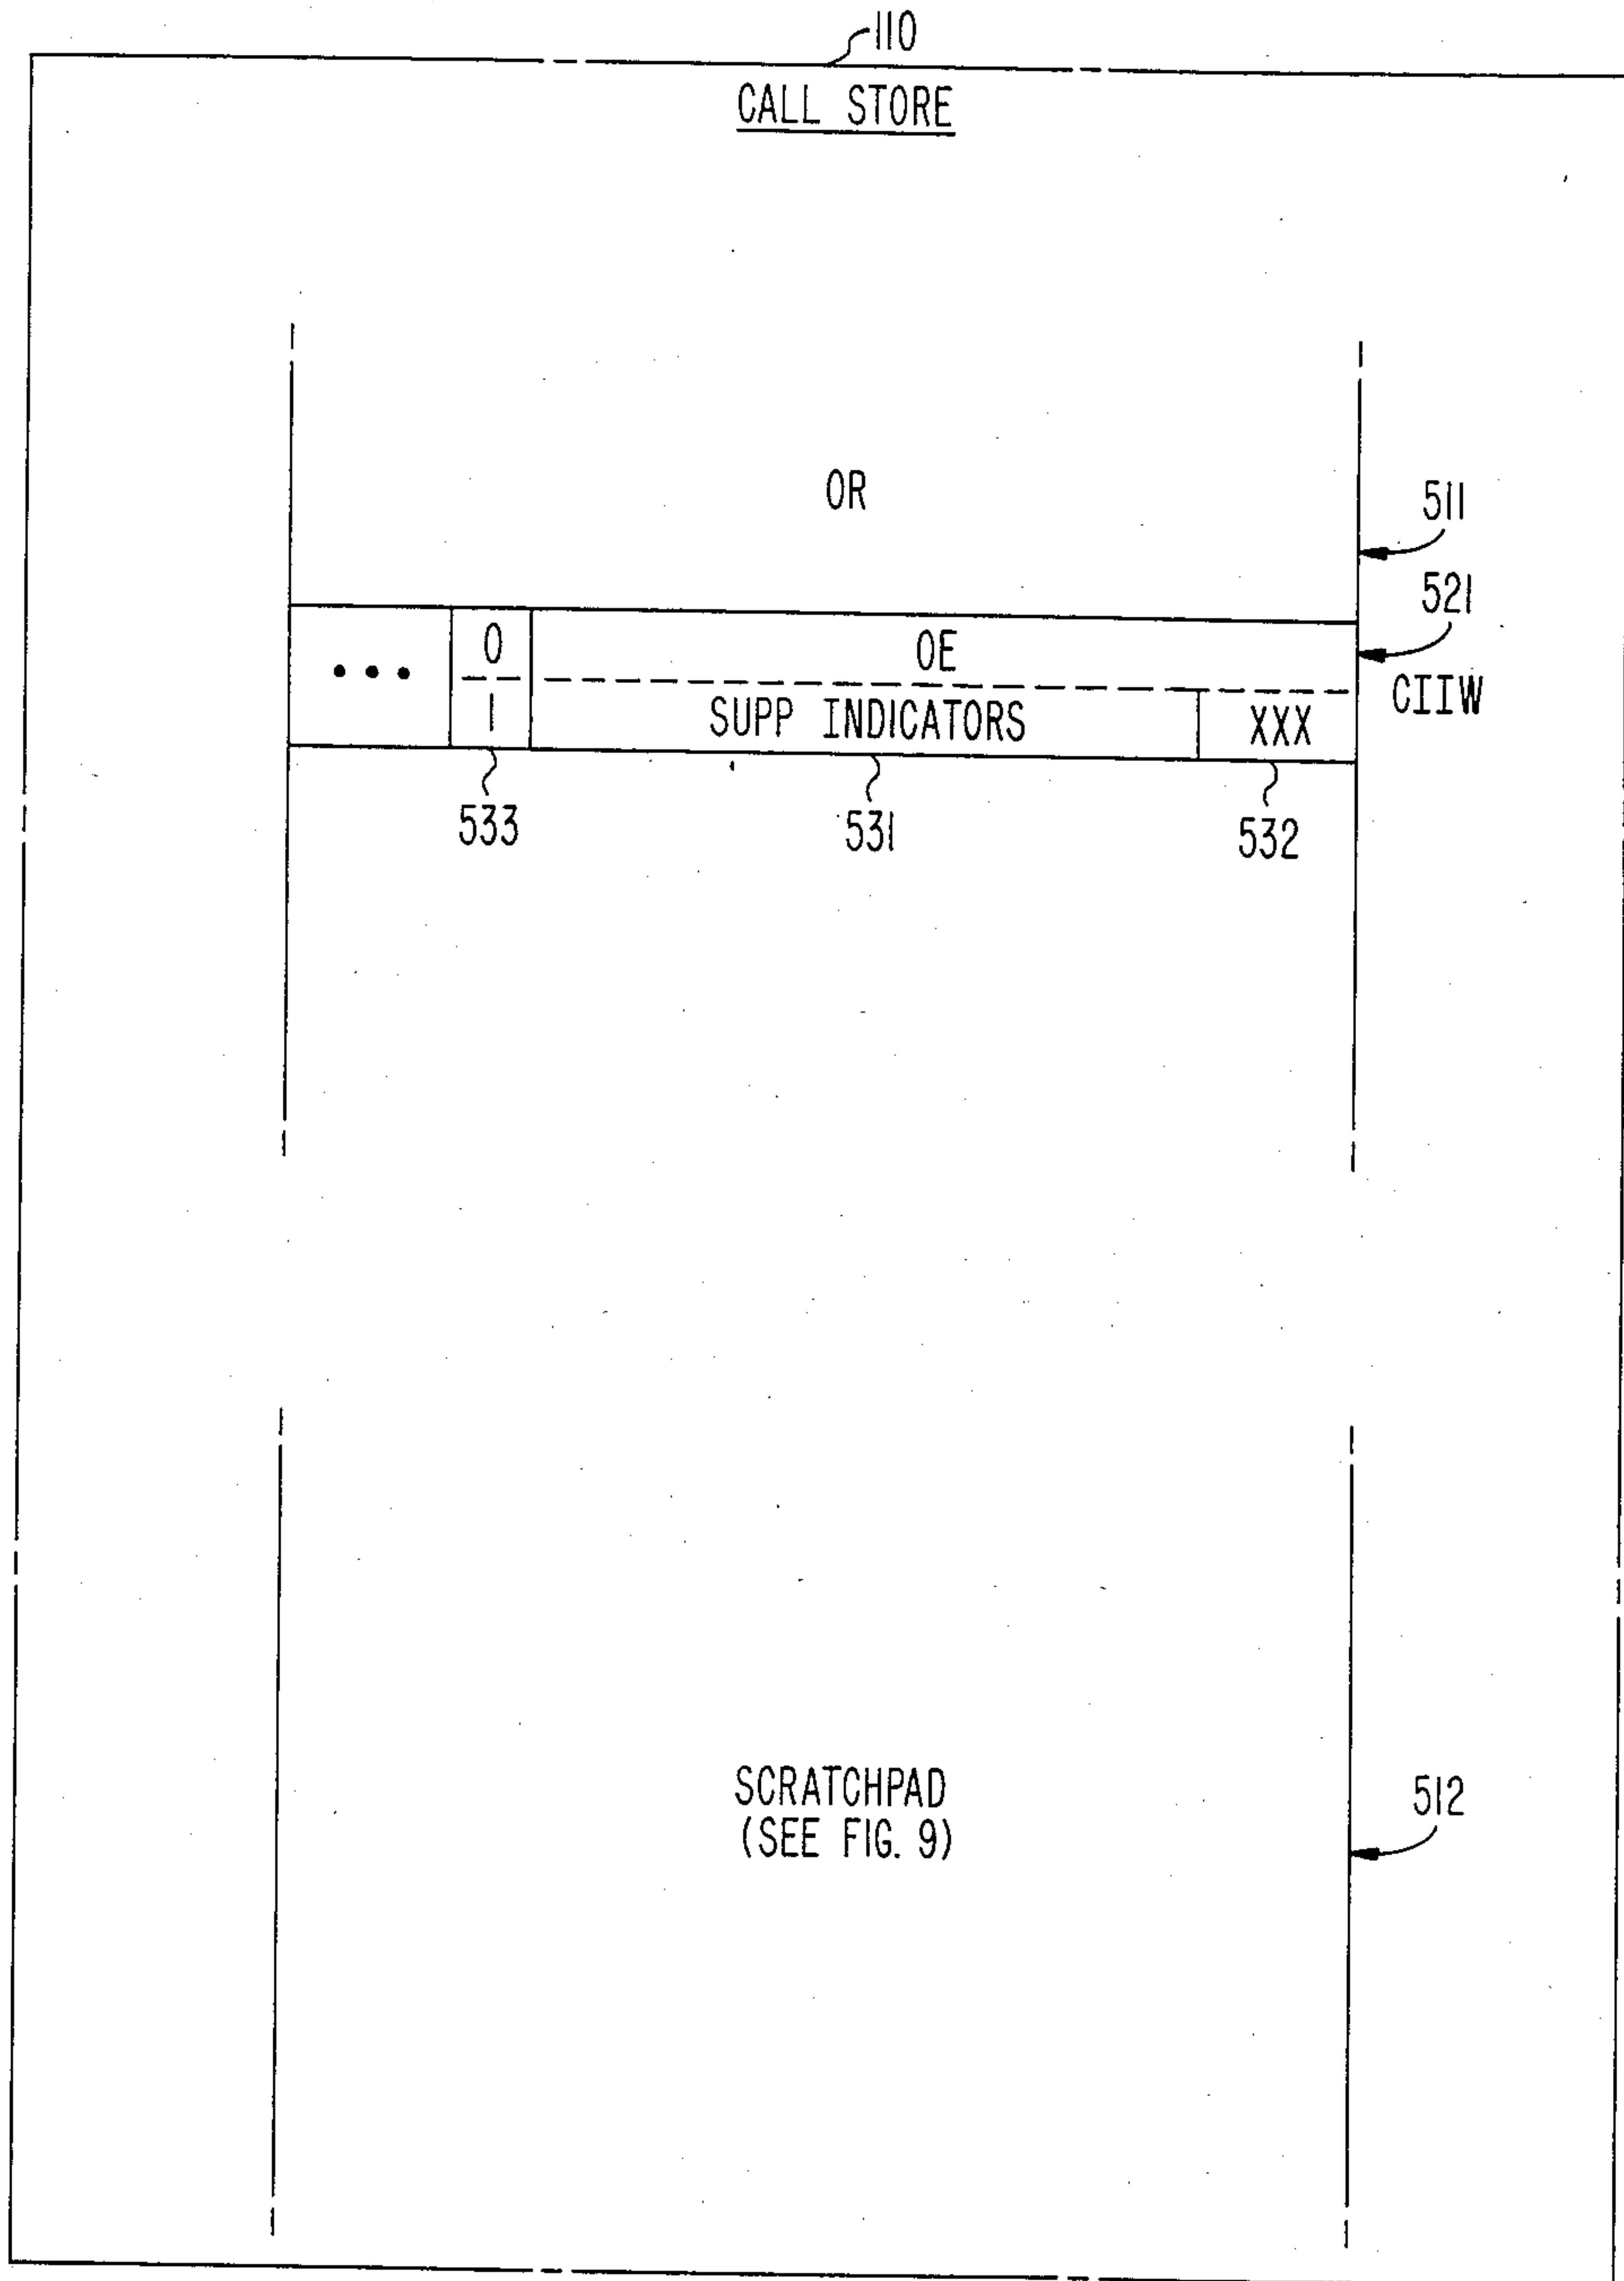 110
CALL STORE
OR
511
521
• • •
0
OE
1
SUPP INDICATORS
XXX
CIIW
533
531
532
SCRATCHPAD
(SEE FIG. 9)
512